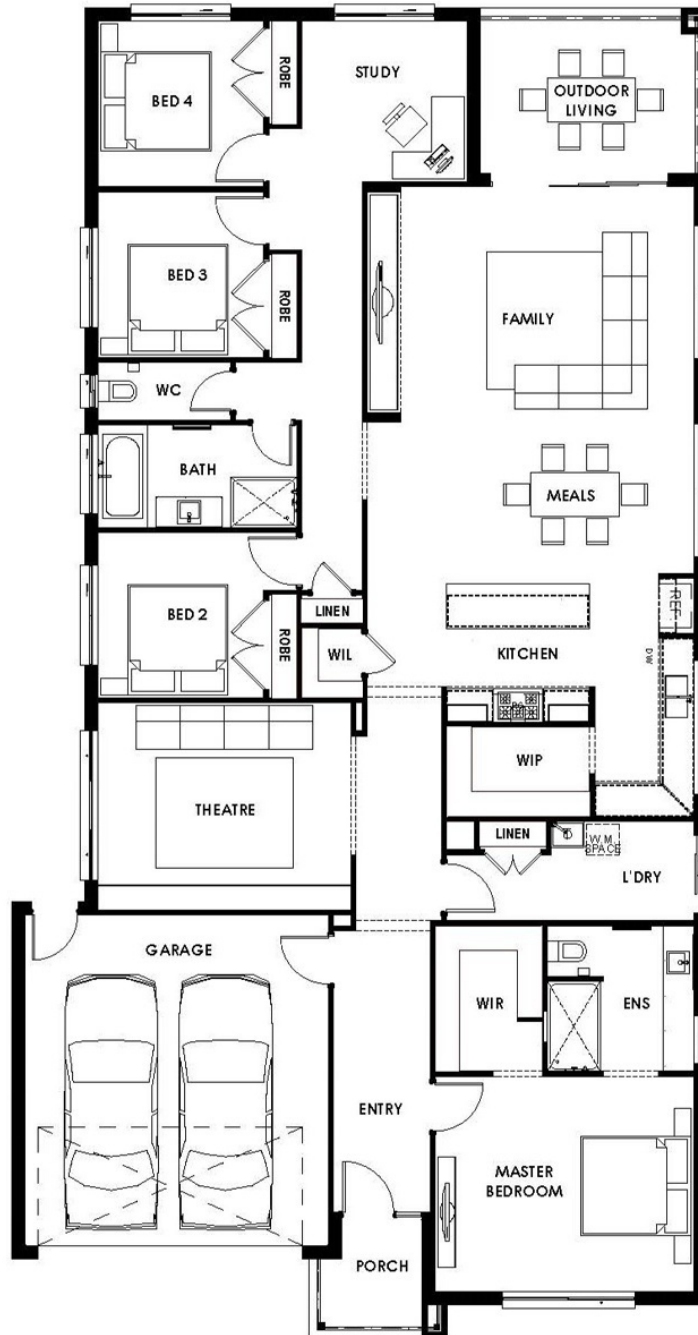 BED 4
ROBE
STUDY
OUTDOOR
LIVING
BED 3
ROBE
FAMILY
WC
BATH
MEALS
BED 2
ROBE
LINEN
WIL
REF
KITCHEN
DW
WIP
THEATRE
LINEN
W.M
SPACE
L'DRY
GARAGE
WIR
ENS
ENTRY
MASTER
BEDROOM
PORCH